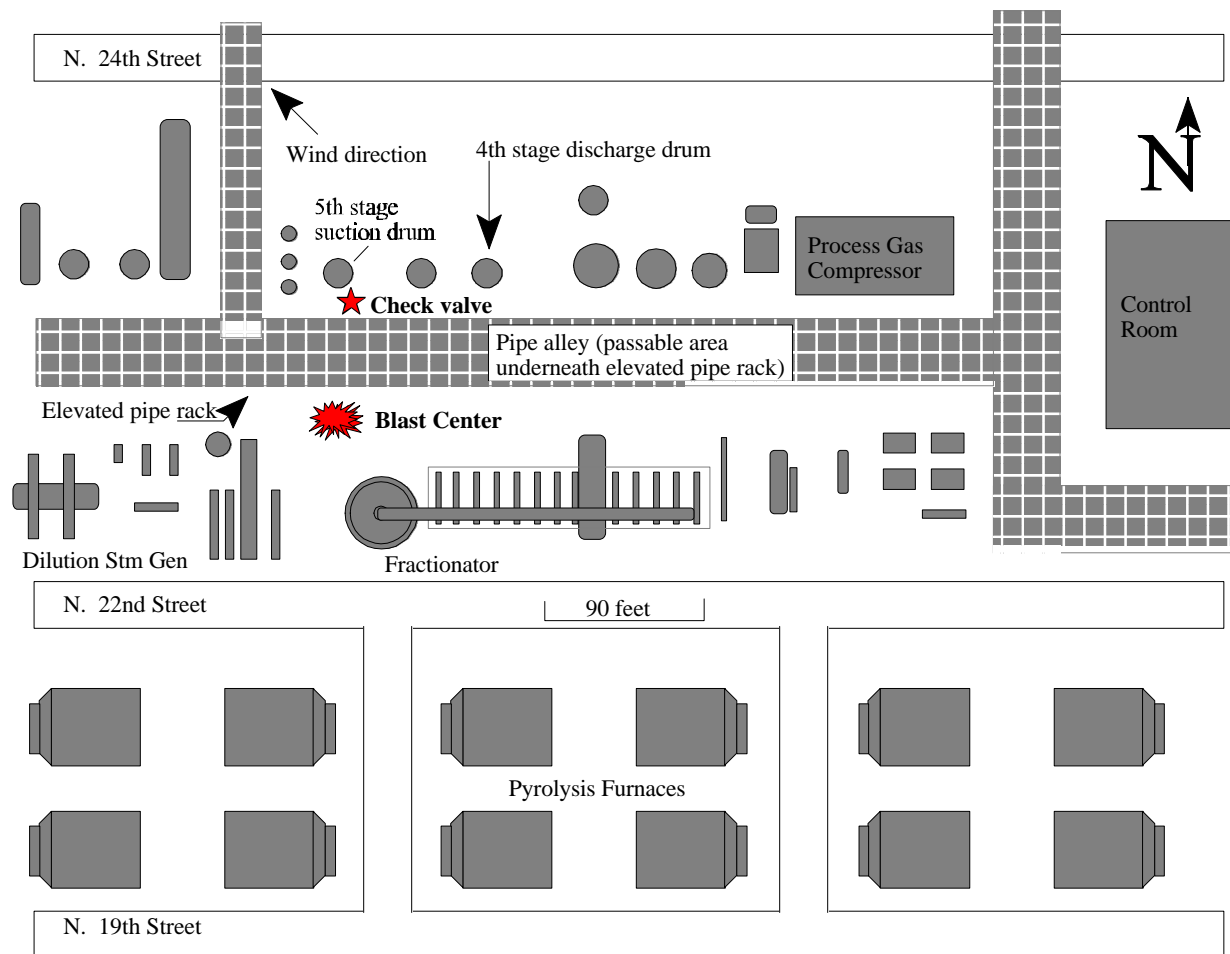 N. 24th Street
Wind direction
4th stage discharge drum
N
5th stage
suction drum
Process Gas
Compressor
Check valve
Control
Room
Pipe alley (passable area
underneath elevated pipe rack)
Elevated pipe rack
Blast Center
Dilution Stm Gen
Fractionator
N. 22nd Street
90 feet
Pyrolysis Furnaces
N. 19th Street